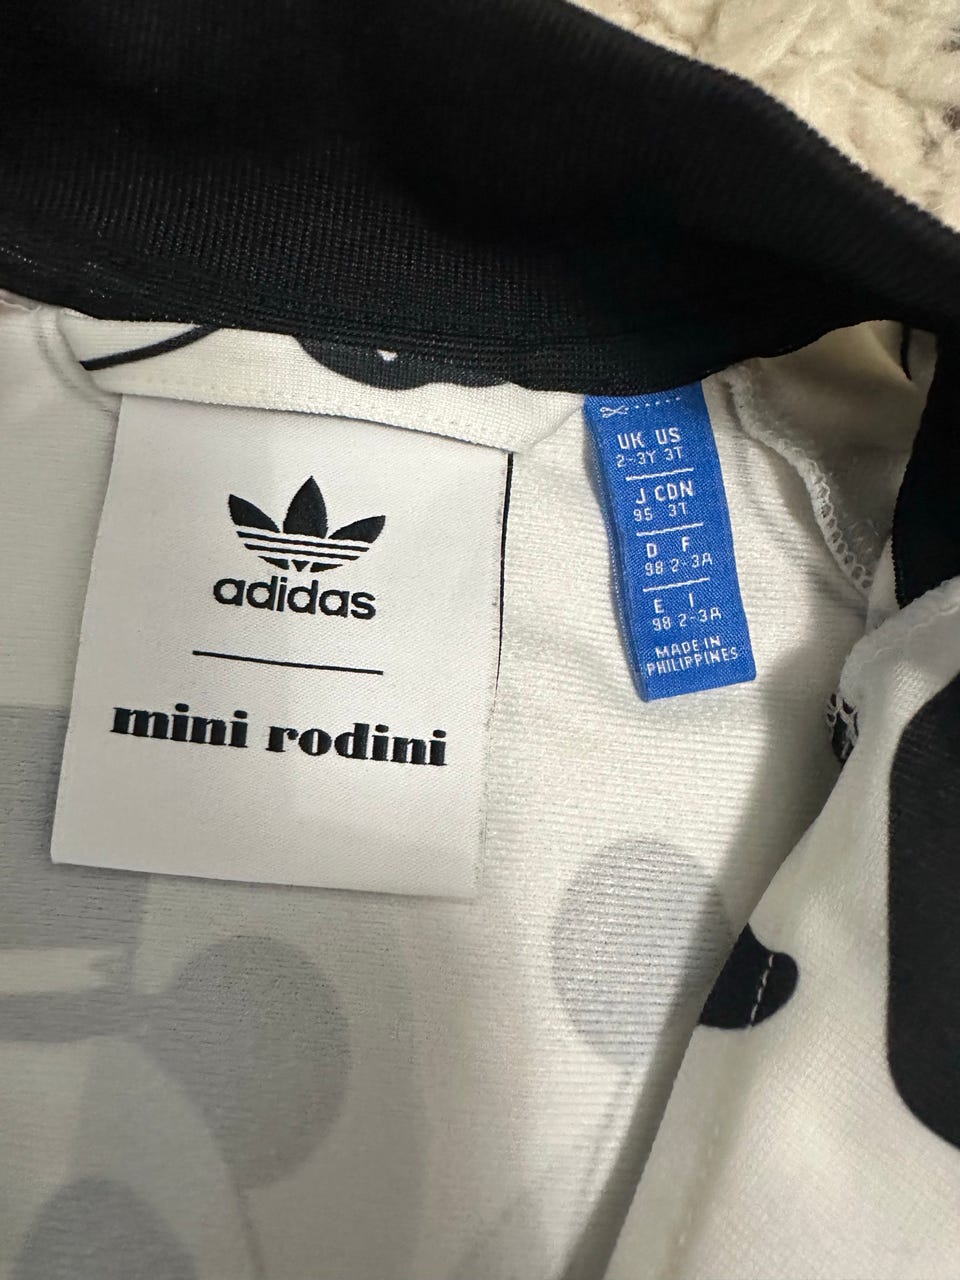 adidas
mini rodini
UK US
2-3Y 3T
J CDN
95 3T
D F
98 2-3A
E I
98 2-3A
MADE IN
PHILIPPINES